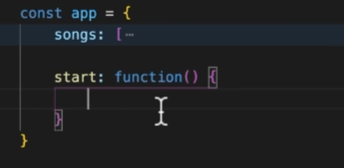 const app = {
songs: [⋯
start: function() {
}
}